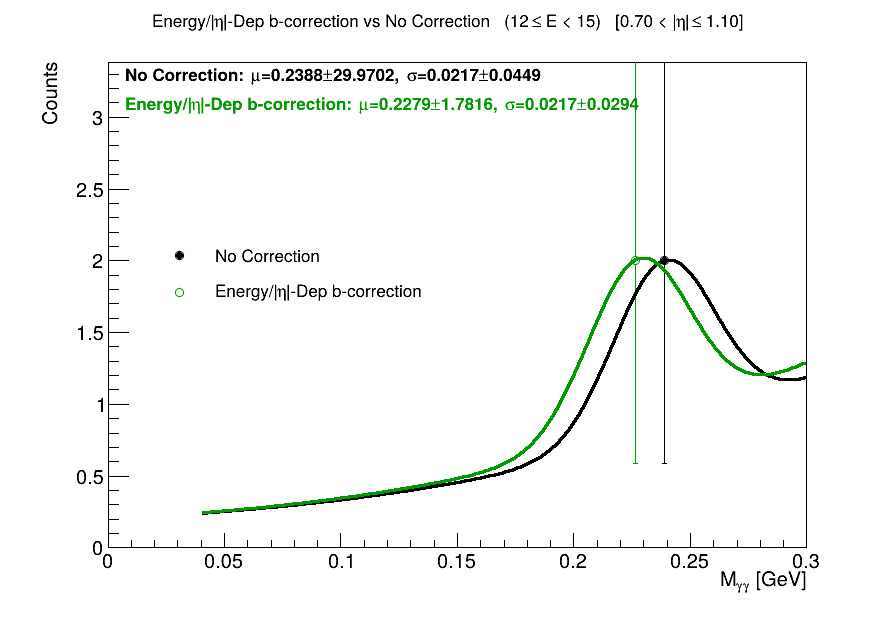 Energy/|η|-Dep b-correction vs No Correction (12 ≤ E < 15) [0.70 < |η| ≤ 1.10]
Counts
No Correction: μ=0.2388±29.9702, σ=0.0217±0.0449
Energy/|η|-Dep b-correction: μ=0.2279±1.7816, σ=0.0217±0.0294
3
2.5
2
1.5
1
0.5
0
No Correction
Energy/|η|-Dep b-correction
0 0.05 0.1 0.15 0.2 0.25 0.3
M_γγ [GeV]